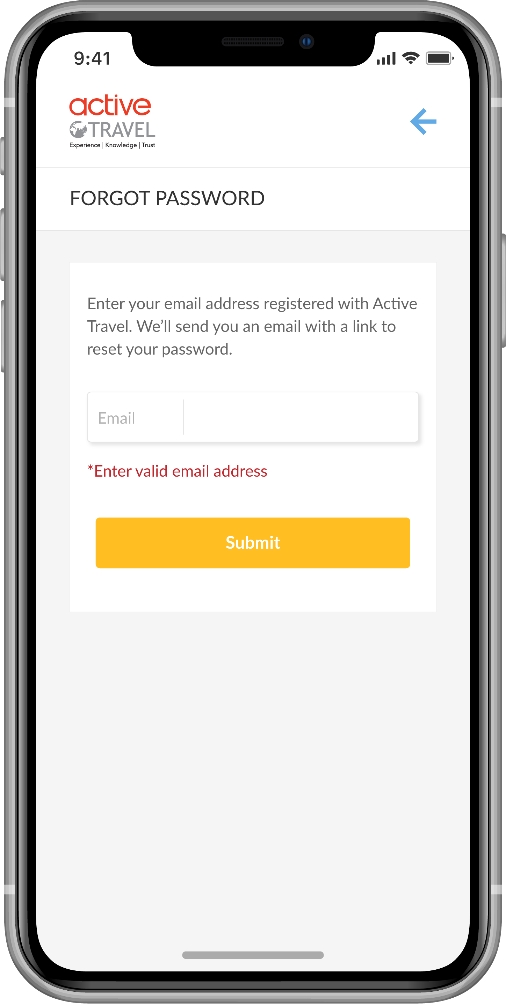 9:41
active
TRAVEL
Experience | Knowledge | Trust
FORGOT PASSWORD
Enter your email address registered with Active
Travel. We’ll send you an email with a link to
reset your password.
Email
*Enter valid email address
Submit